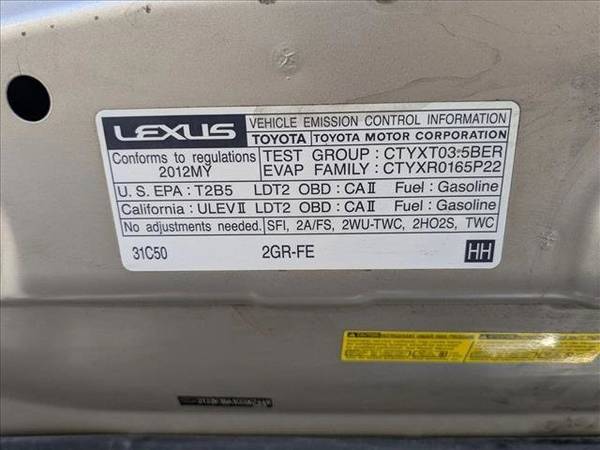 LEXUS VEHICLE EMISSION CONTROL INFORMATION
TOYOTA TOYOTA MOTOR CORPORATION
Conforms to regulations
2012MY
TEST GROUP : CTYXT03.5BER
EVAP FAMILY : CTYXR0165P22
U.S. EPA : T2B5 LDT2 OBD : CAII Fuel : Gasoline
California : ULEVII LDT2 OBD : CAII Fuel : Gasoline
No adjustments needed. SFI, 2A/FS, 2WU-TWC, 2HO2S, TWC
31C50 2GR-FE HH